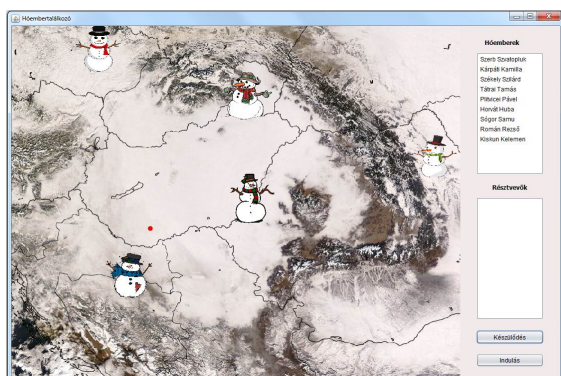 Hóembertalálkozó
Hóemberek
Szerb Szvatopluk
Kárpáti Kamilla
Székely Szilárd
Tátrai Tamás
Plitvicei Pável
Horvát Huba
Sógor Samu
Román Rezső
Kiskun Kelemen
Résztvevők
Készülődés
Indulás